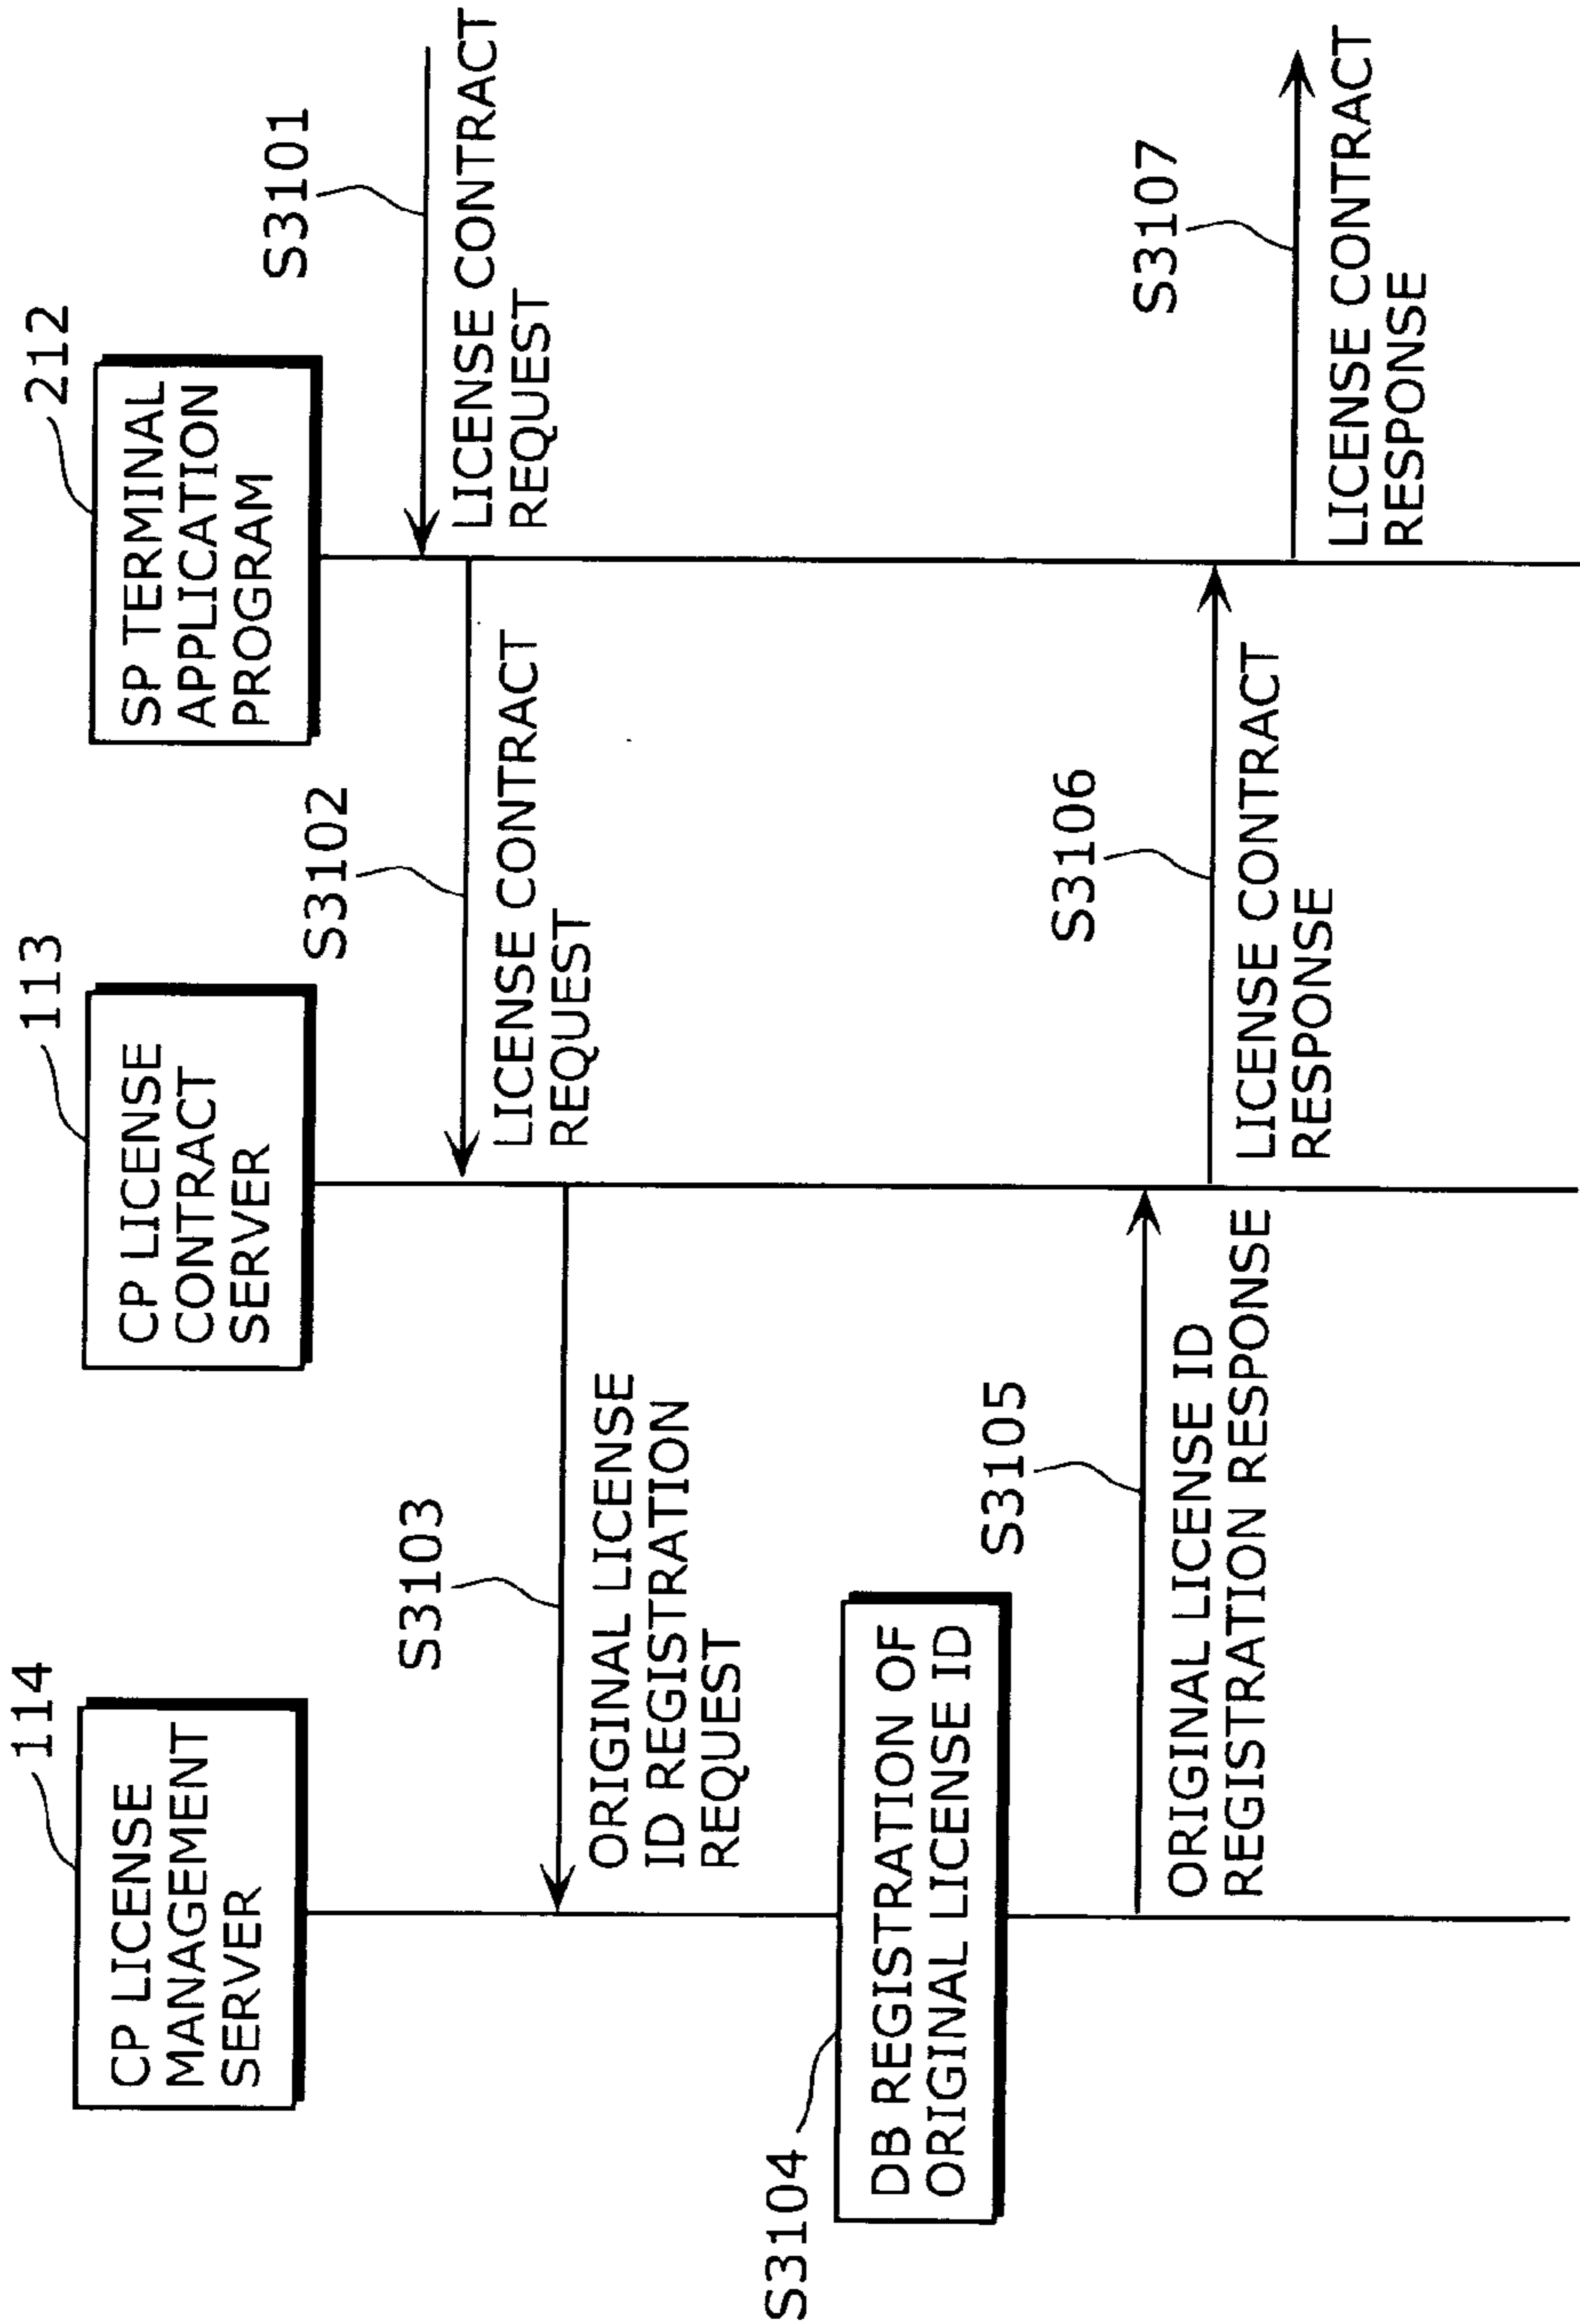 114
CP LICENSE
MANAGEMENT
SERVER
113
CP LICENSE
CONTRACT
SERVER
212
SP TERMINAL
APPLICATION
PROGRAM
S3101
LICENSE CONTRACT
REQUEST
S3102
LICENSE CONTRACT
REQUEST
S3103
ORIGINAL LICENSE
ID REGISTRATION
REQUEST
S3104
DB REGISTRATION OF
ORIGINAL LICENSE ID
S3105
ORIGINAL LICENSE ID
REGISTRATION RESPONSE
S3106
LICENSE CONTRACT
RESPONSE
S3107
LICENSE CONTRACT
RESPONSE